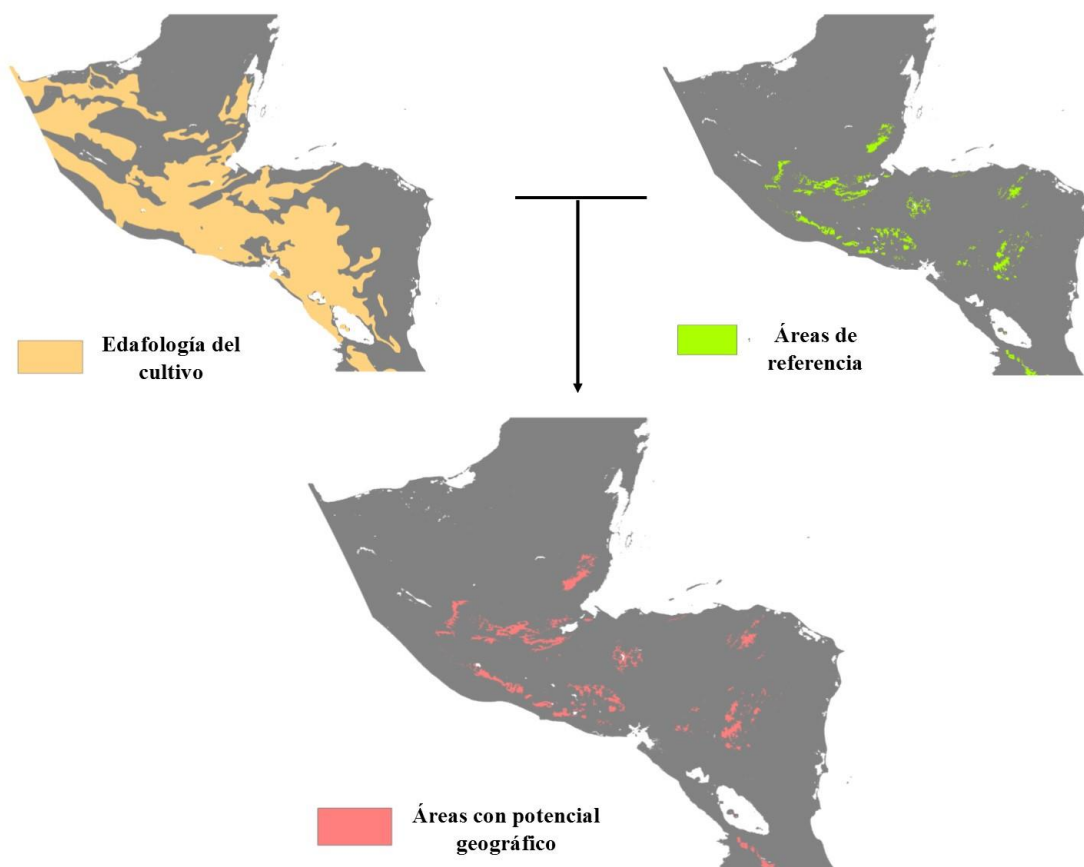 Edafología del
cultivo
Áreas de
referencia
Áreas con potencial
geográfico